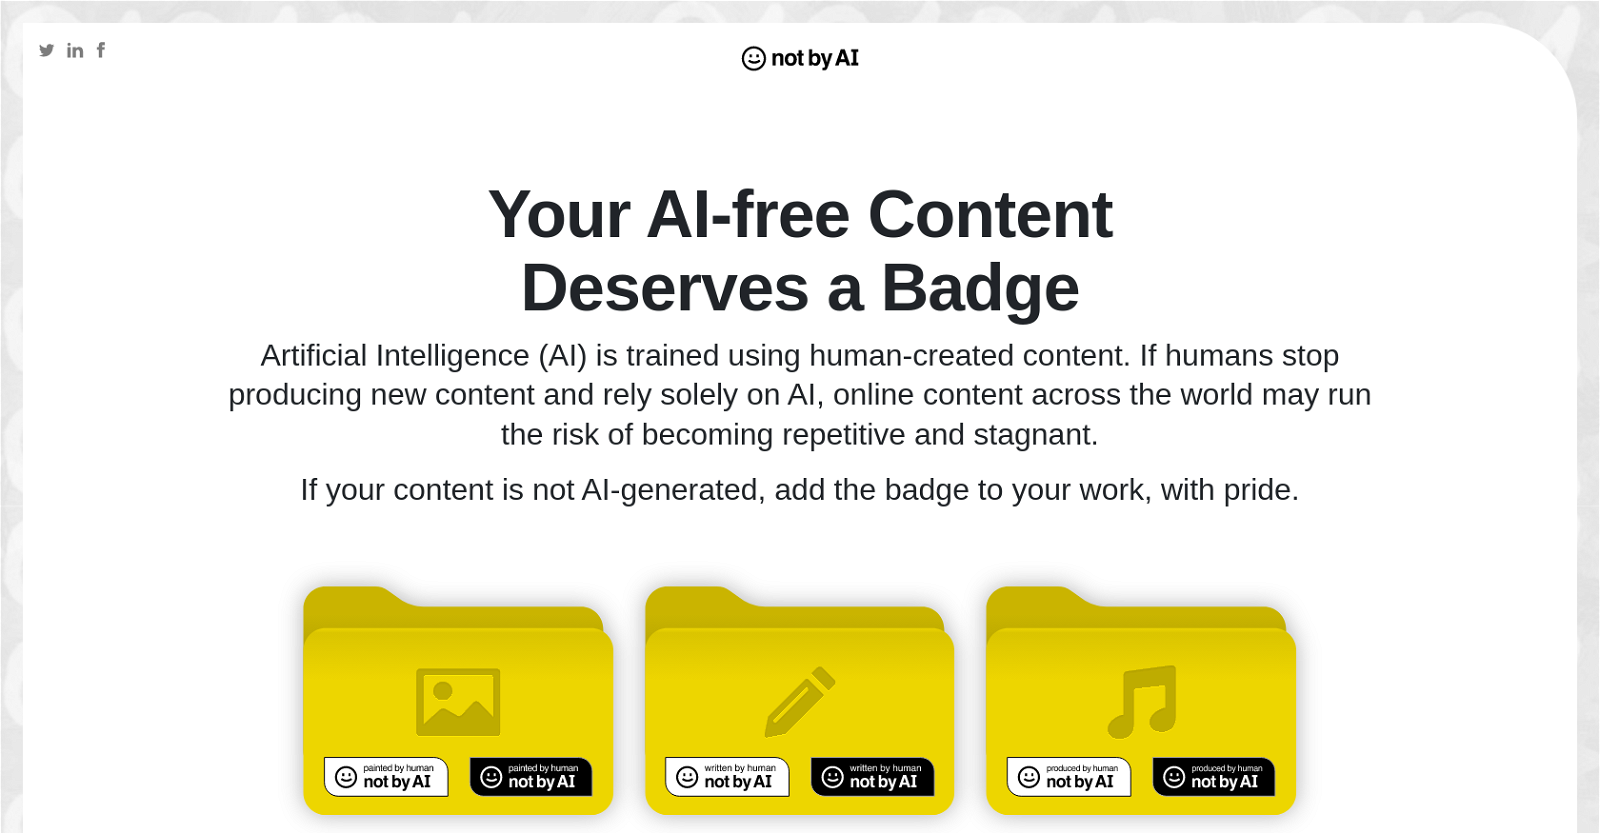 not by AI
Your AI-free Content
Deserves a Badge
Artificial Intelligence (AI) is trained using human-created content. If humans stop
producing new content and rely solely on AI, online content across the world may run
the risk of becoming repetitive and stagnant.
If your content is not AI-generated, add the badge to your work, with pride.
painted by human
not by AI
painted by human
not by AI
written by human
not by AI
written by human
not by AI
produced by human
not by AI
produced by human
not by AI